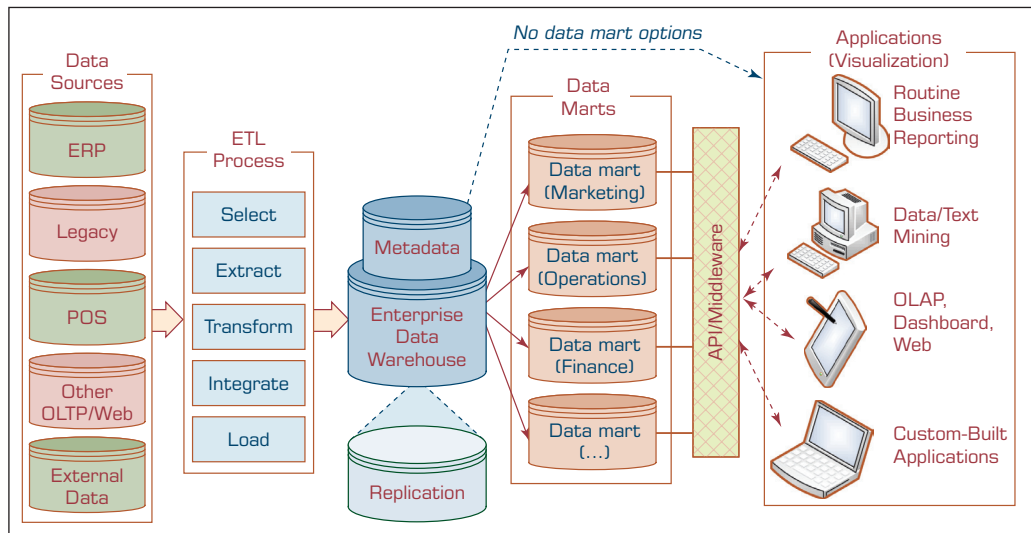 No data mart options
Data
Sources
ERP
Legacy
POS
Other
OLTP/Web
External
Data
ETL
Process
Select
Extract
Transform
Integrate
Load
Metadata
Enterprise
Data
Warehouse
Replication
Data
Marts
Data mart
(Marketing)
Data mart
(Operations)
Data mart
(Finance)
Data mart
(...)
API/Middleware
Applications
(Visualization)
Routine
Business
Reporting
Data/Text
Mining
OLAP,
Dashboard,
Web
Custom-Built
Applications